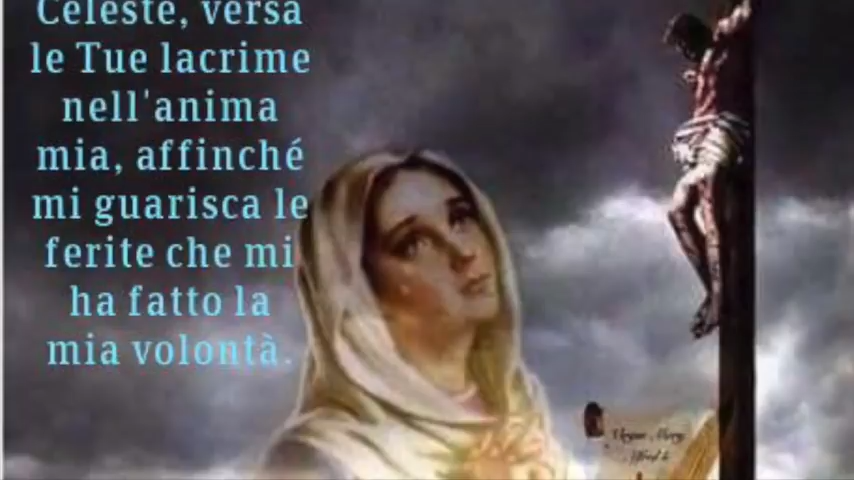 Celeste, versa
le Tue lacrime
nell'anima
mia, affinché
mi guarisca le
ferite che mi
ha fatto la
mia volontà.